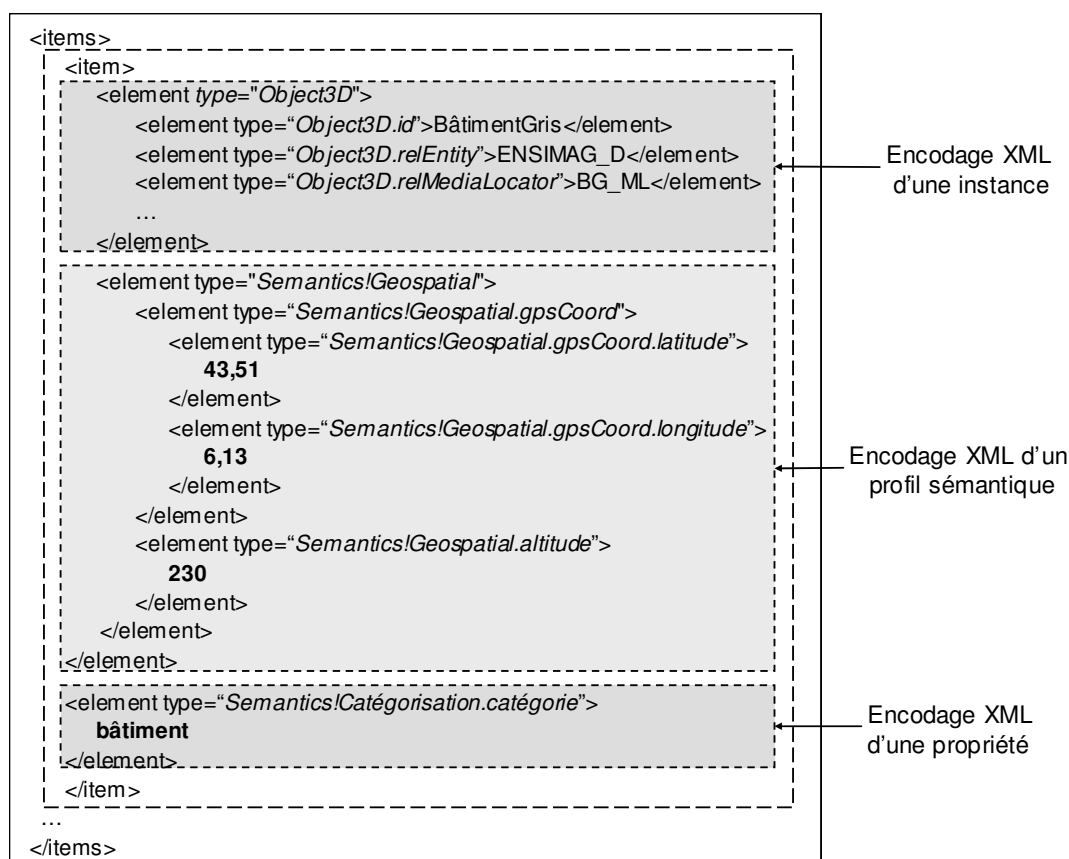 <items>
<item>
<element type="Object3D">
<element type=“Object3D.id”>BâtimentGris</element>
<element type=“Object3D.relEntity”>ENSIMAG_D</element>
<element type=“Object3D.relMediaLocator”>BG_ML</element>
…
</element>
Encodage XML
d’une instance
<element type="Semantics!Geospatial">
<element type=“Semantics!Geospatial.gpsCoord">
<element type=“Semantics!Geospatial.gpsCoord.latitude”>
43,51
</element>
<element type=“Semantics!Geospatial.gpsCoord.longitude”>
6,13
</element>
</element>
<element type=“Semantics!Geospatial.altitude”>
230
</element>
</element>
</element>
Encodage XML d’un
profil sémantique
<element type=“Semantics!Catégorisation.catégorie”>
bâtiment
</element>
Encodage XML
d’une propriété
</item>
…
</items>